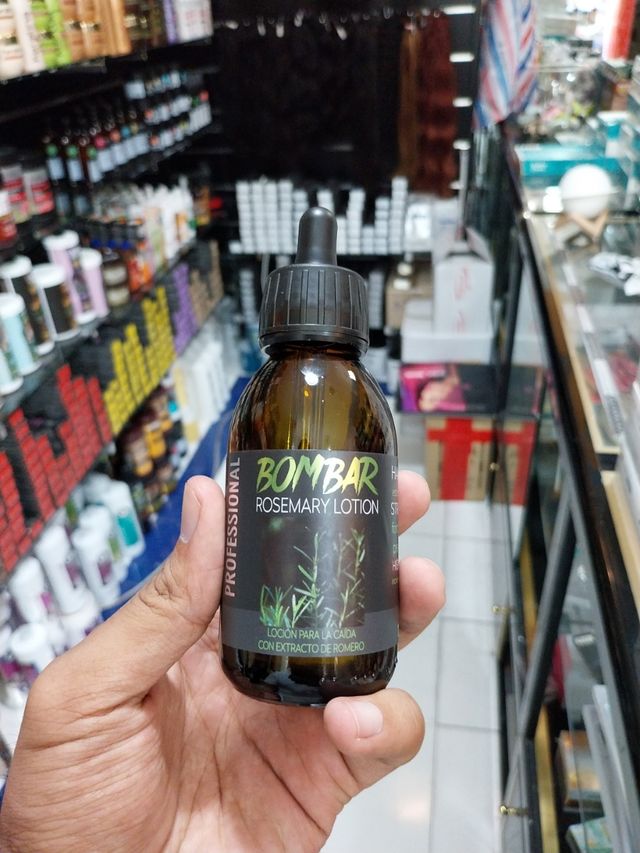 PROFESSIONAL
BOMBAR
ROSEMARY LOTION
LOCIÓN PARA LA CAÍDA
CON EXTRACTO DE ROMERO